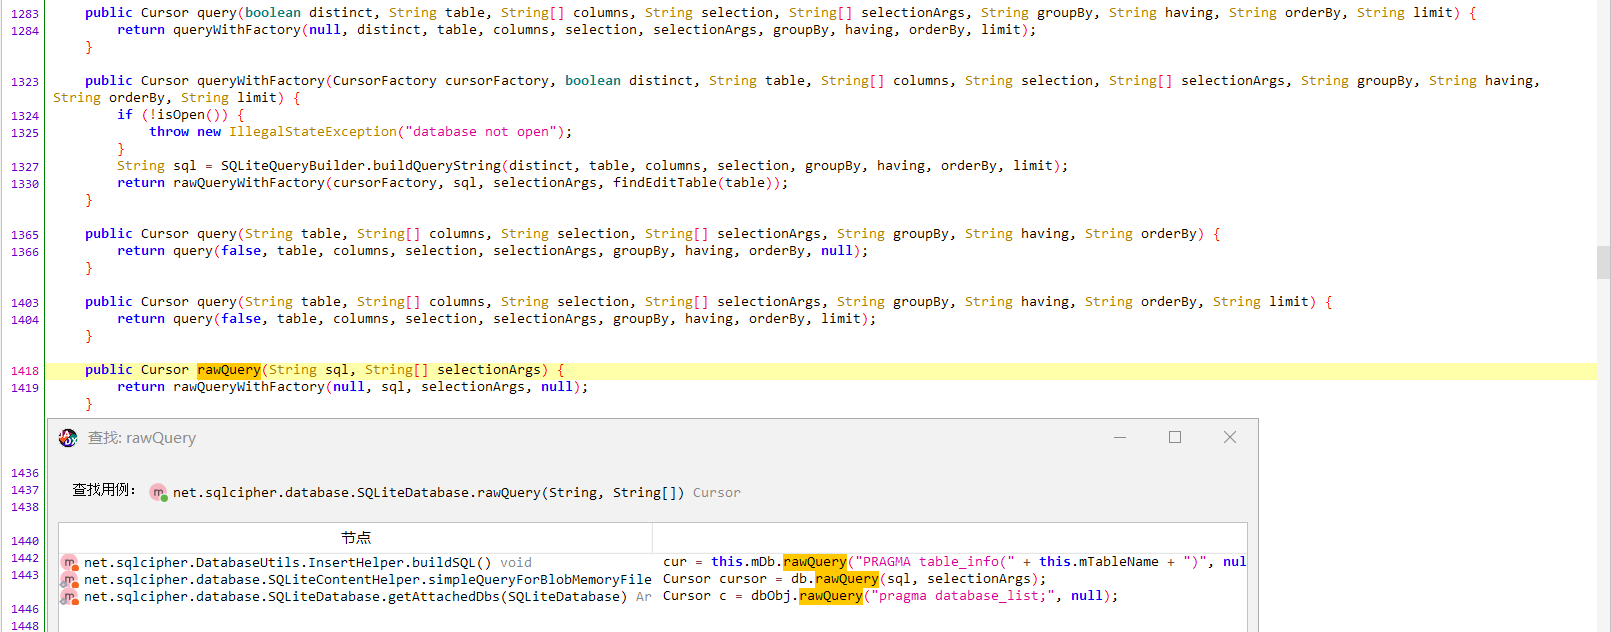 1283 public Cursor query(boolean distinct, String table, String[] columns, String selection, String[] selectionArgs, String groupBy, String having, String orderBy, String limit) {
1284 return queryWithFactory(null, distinct, table, columns, selection, selectionArgs, groupBy, having, orderBy, limit);
}
1323 public Cursor queryWithFactory(CursorFactory cursorFactory, boolean distinct, String table, String[] columns, String selection, String[] selectionArgs, String groupBy, String having,
String orderBy, String limit) {
1324 if (!isOpen()) {
1325 throw new IllegalStateException("database not open");
}
1327 String sql = SQLiteQueryBuilder.buildQueryString(distinct, table, columns, selection, groupBy, having, orderBy, limit);
1330 return rawQueryWithFactory(cursorFactory, sql, selectionArgs, findEditTable(table));
}
1365 public Cursor query(String table, String[] columns, String selection, String[] selectionArgs, String groupBy, String having, String orderBy) {
1366 return query(false, table, columns, selection, selectionArgs, groupBy, having, orderBy, null);
}
1403 public Cursor query(String table, String[] columns, String selection, String[] selectionArgs, String groupBy, String having, String orderBy, String limit) {
1404 return query(false, table, columns, selection, selectionArgs, groupBy, having, orderBy, limit);
}
1418 public Cursor rawQuery(String sql, String[] selectionArgs) {
1419 return rawQueryWithFactory(null, sql, selectionArgs, null);
}
查找: rawQuery
1436
1437 查找用例: m net.sqlcipher.database.SQLiteDatabase.rawQuery(String, String[]) Cursor
1438
1440 节点
1442 m net.sqlcipher.DatabaseUtils.InsertHelper.buildSQL() void cur = this.mDb.rawQuery("PRAGMA table_info(" + this.mTableName + ")", nul
1443 m net.sqlcipher.database.SQLiteContentHelper.simpleQueryForBlobMemoryFile Cursor cursor = db.rawQuery(sql, selectionArgs);
m net.sqlcipher.database.SQLiteDatabase.getAttachedDbs(SQLiteDatabase) Ar Cursor c = dbObj.rawQuery("pragma database_list;", null);
1446
1448